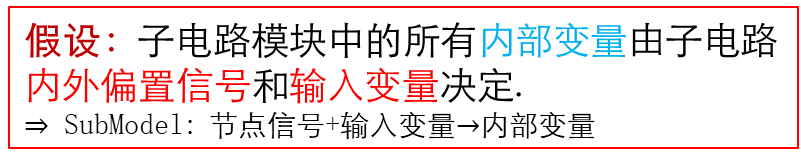 假设：子电路模块中的所有内部变量由子电路
内外偏置信号和输入变量决定.
⇒ SubModel: 节点信号+输入变量→内部变量